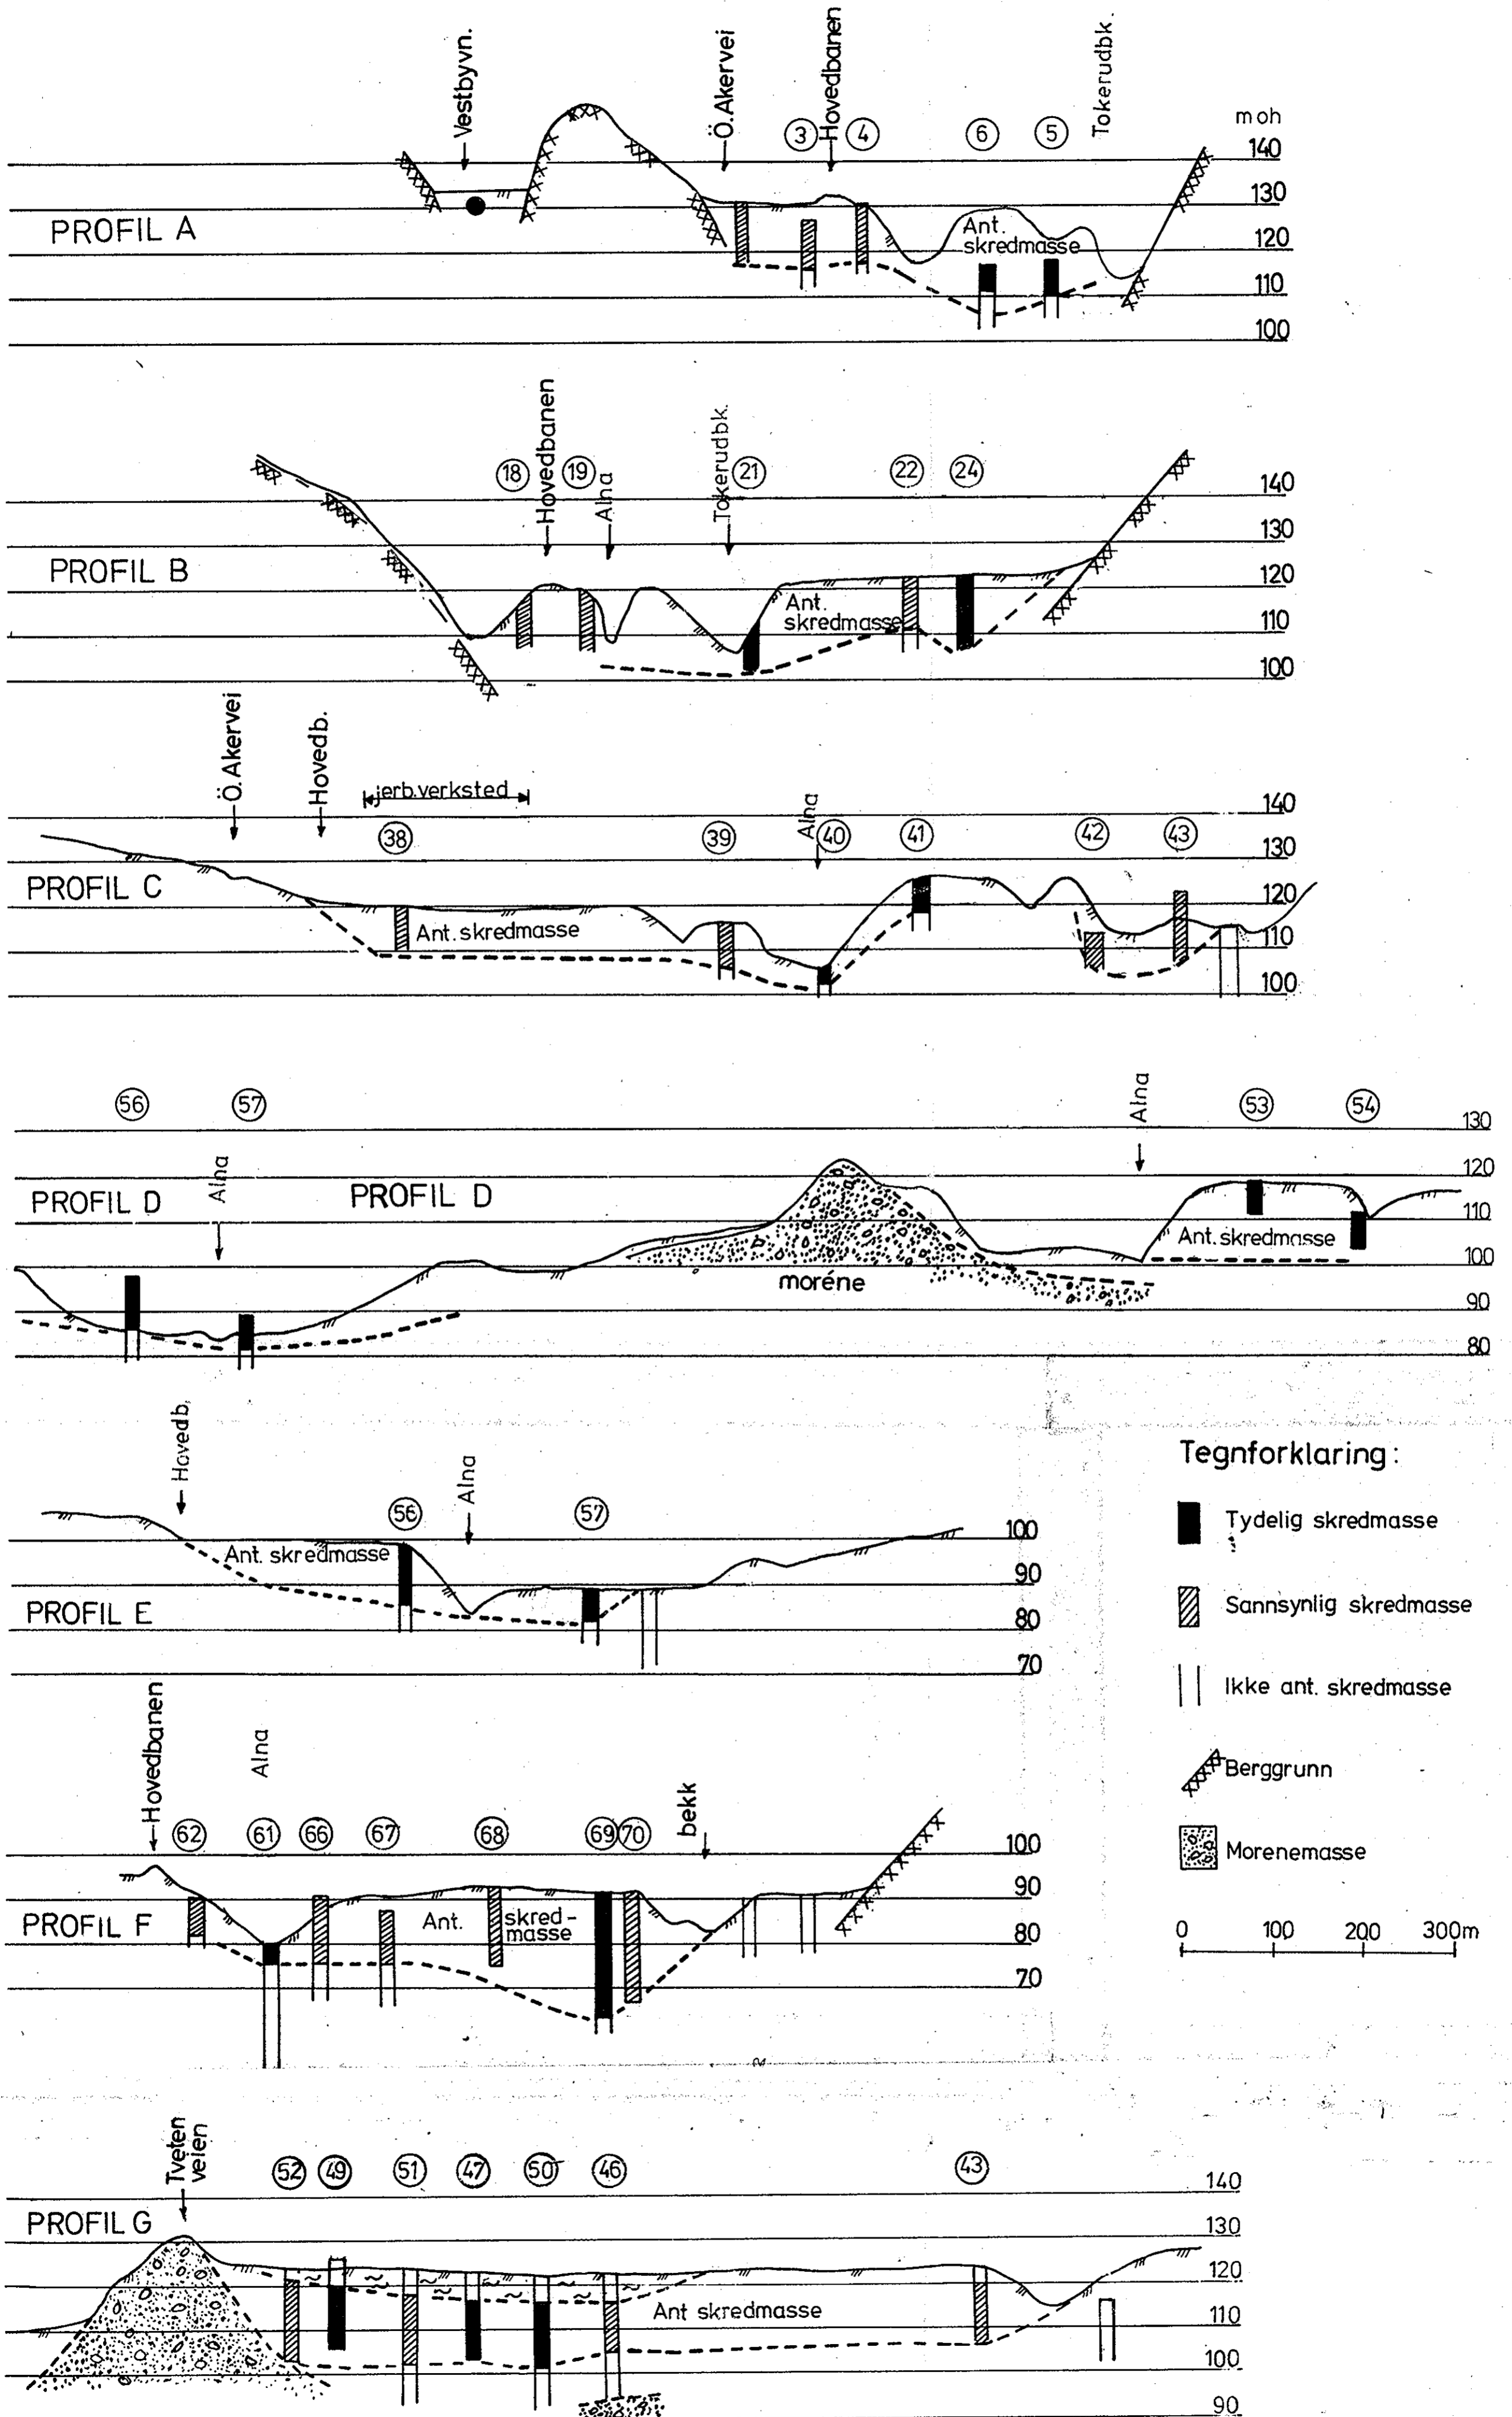 Vestbyvn.
Ö.Akervei
③
Hovedbanen
④
⑥
⑤
Tokerudbk.
moh
140
130
120
110
100
PROFIL A
Ant.
skredmasse
⑱
Hovedbanen
⑲
Alna
Tokerudbk.
㉑
㉒
㉔
140
130
120
110
100
PROFIL B
Ant.
skredmasse
Ö.Akervei
Hovedb.
jerb.verksted
㊳
㊴
Alna
㊵
㊶
㊷
㊸
140
130
120
110
100
PROFIL C
Ant.skredmasse
56
57
Alna
53
54
130
120
110
100
90
80
PROFIL D
Alna
PROFIL D
moréne
Ant.skredmasse
Hovedb.
56
Alna
57
100
90
80
70
PROFIL E
Ant. skredmasse
Tegnforklaring:
Tydelig skredmasse
Sannsynlig skredmasse
Ikke ant. skredmasse
Berggrunn
Morenemasse
0 100 200 300m
Hovedbanen
Alna
62
61
66
67
68
69
70
bekk
100
90
80
70
PROFIL F
Ant.
skred-
masse
Tveten
veien
52
49
51
47
50
46
43
140
130
120
110
100
90
PROFIL G
Ant skredmasse